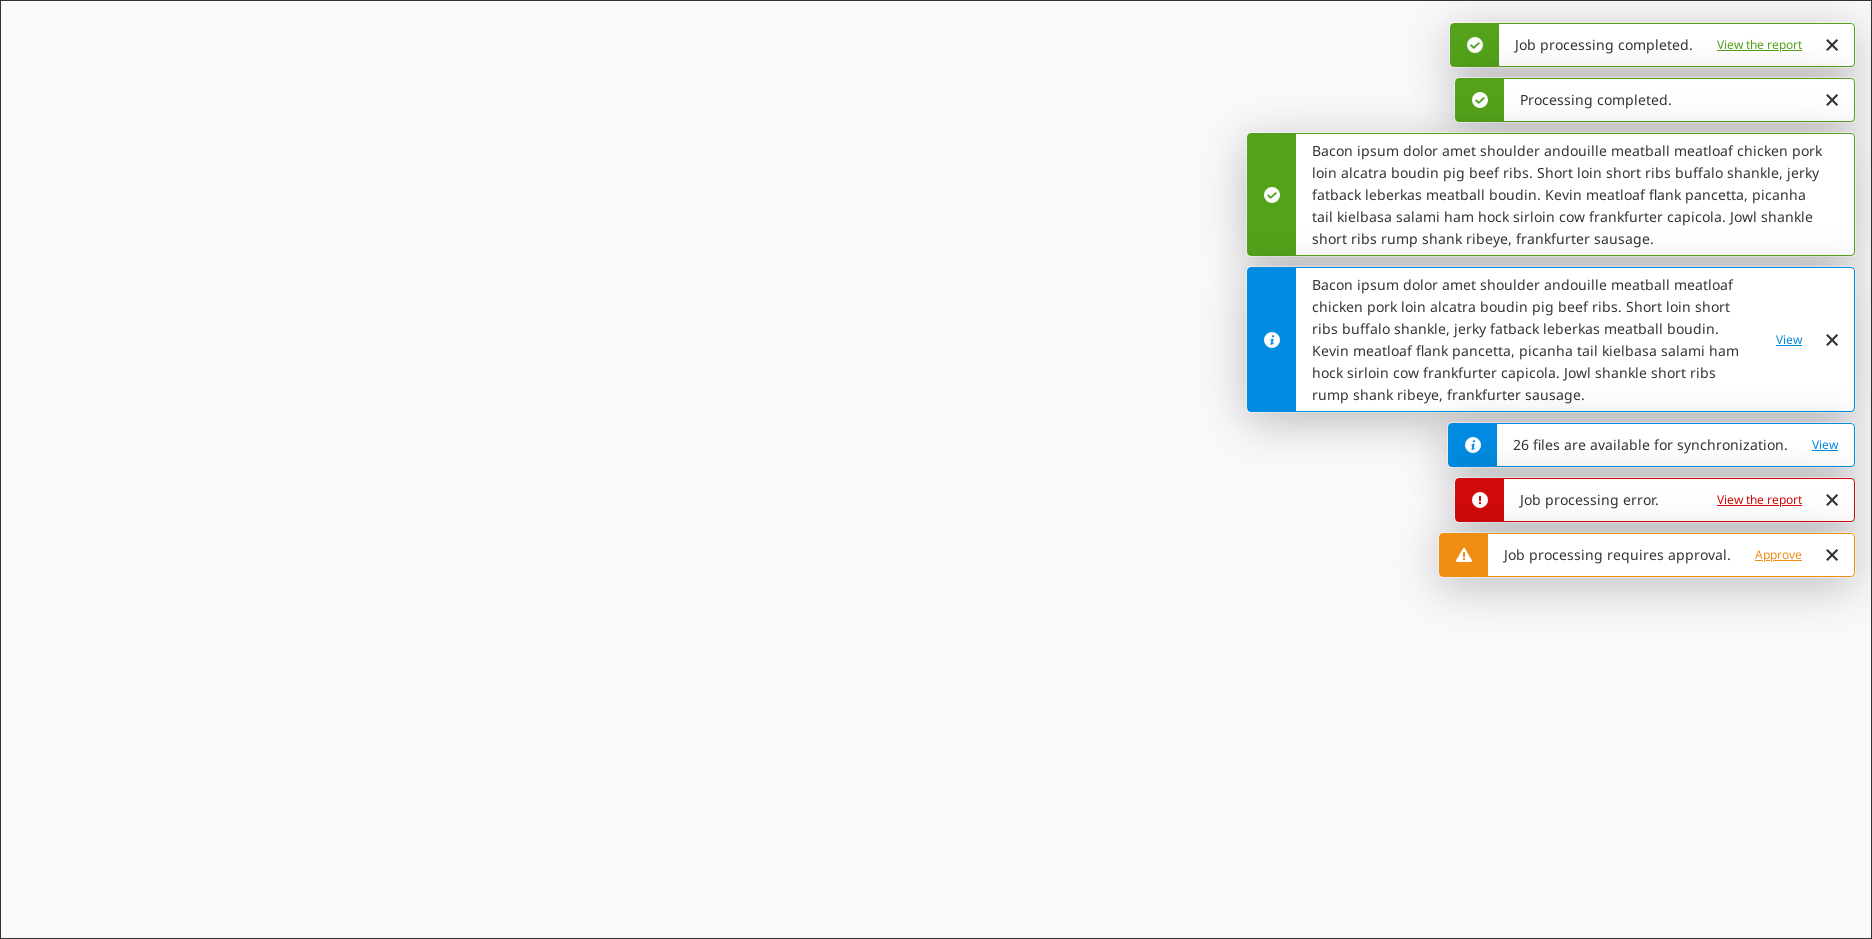 Job processing completed. View the report
Processing completed.
Bacon ipsum dolor amet shoulder andouille meatball meatloaf chicken pork
loin alcatra boudin pig beef ribs. Short loin short ribs buffalo shankle, jerky
fatback leberkas meatball boudin. Kevin meatloaf flank pancetta, picanha
tail kielbasa salami ham hock sirloin cow frankfurter capicola. Jowl shankle
short ribs rump shank ribeye, frankfurter sausage.
Bacon ipsum dolor amet shoulder andouille meatball meatloaf
chicken pork loin alcatra boudin pig beef ribs. Short loin short
ribs buffalo shankle, jerky fatback leberkas meatball boudin.
Kevin meatloaf flank pancetta, picanha tail kielbasa salami ham
hock sirloin cow frankfurter capicola. Jowl shankle short ribs
rump shank ribeye, frankfurter sausage.
View
26 files are available for synchronization. View
Job processing error. View the report
Job processing requires approval. Approve